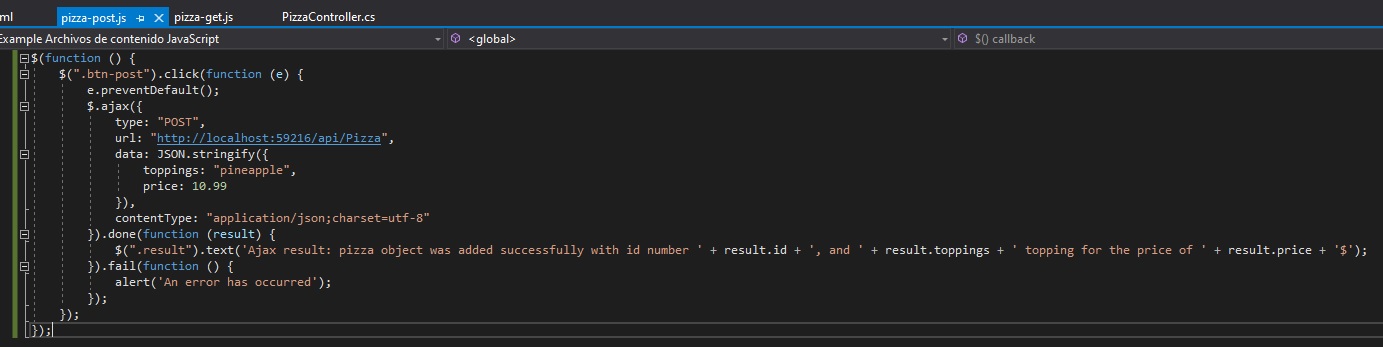 ml pizza-post.js pizza-get.js PizzaController.cs
Example Archivos de contenido JavaScript <global> $() callback
$(function () {
    $(".btn-post").click(function (e) {
        e.preventDefault();
        $.ajax({
            type: "POST",
            url: "http://localhost:59216/api/Pizza",
            data: JSON.stringify({
                toppings: "pineapple",
                price: 10.99
            }),
            contentType: "application/json;charset=utf-8"
        }).done(function (result) {
            $(".result").text('Ajax result: pizza object was added successfully with id number ' + result.id + ', and ' + result.toppings + ' topping for the price of ' + result.price + '$');
        }).fail(function () {
            alert('An error has occurred');
        });
    });
});